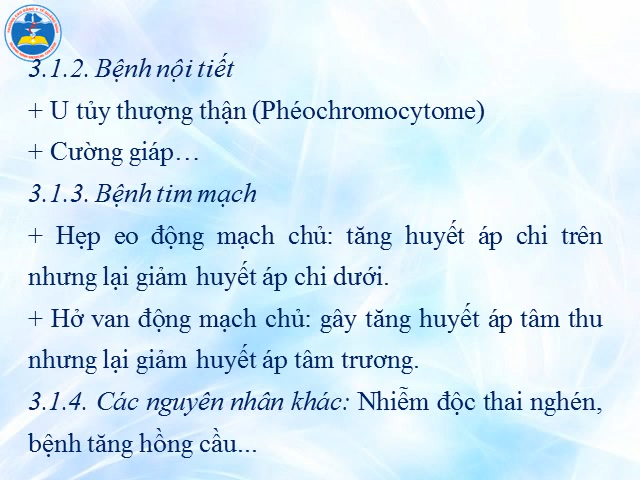 3.1.2. Bệnh nội tiết
+ U tủy thượng thận (Phéochromocytome)
+ Cường giáp…
3.1.3. Bệnh tim mạch
+ Hẹp eo động mạch chủ: tăng huyết áp chi trên
nhưng lại giảm huyết áp chi dưới.
+ Hở van động mạch chủ: gây tăng huyết áp tâm thu
nhưng lại giảm huyết áp tâm trương.
3.1.4. Các nguyên nhân khác: Nhiễm độc thai nghén,
bệnh tăng hồng cầu...